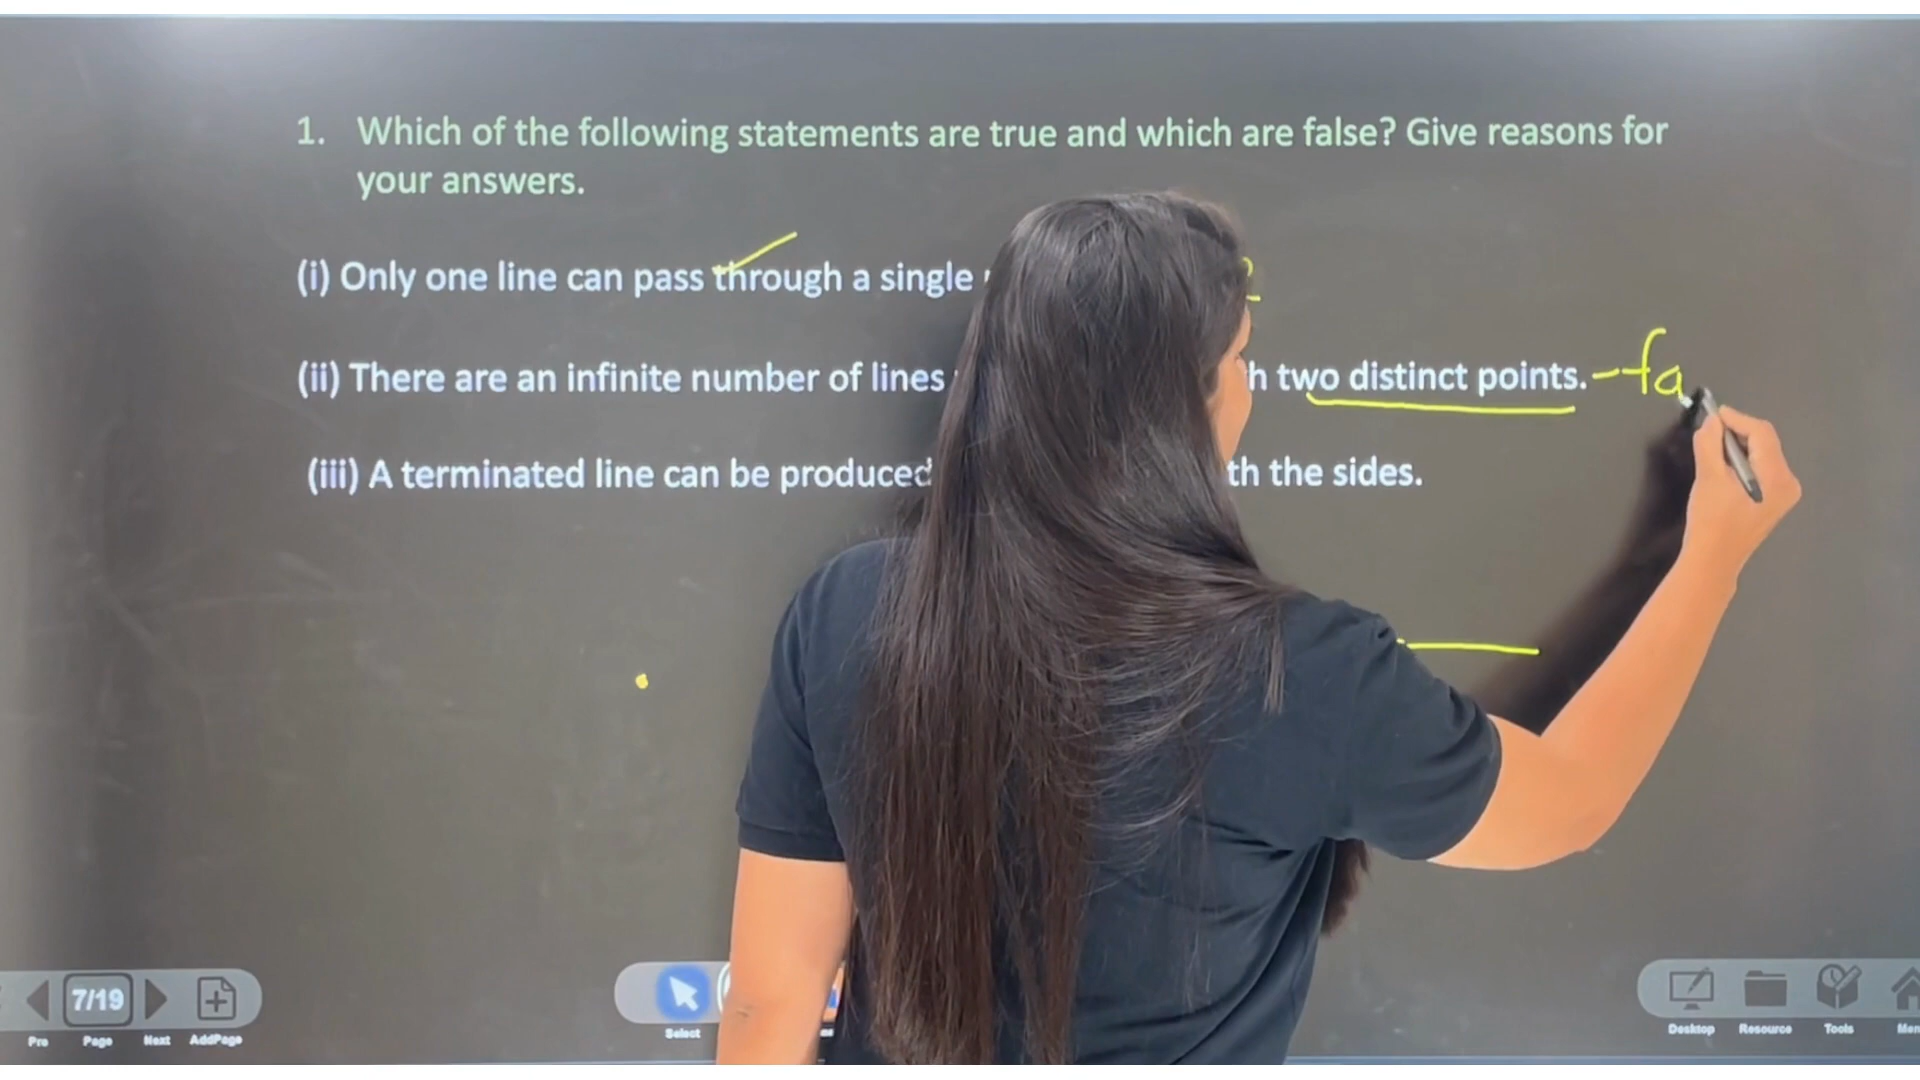 1. Which of the following statements are true and which are false? Give reasons for
your answers.
(i) Only one line can pass through a single
(ii) There are an infinite number of lines two distinct points. – fa
(iii) A terminated line can be produced the sides.
7/19
Pre Page Next AddPage Select Desktop Resource Tools